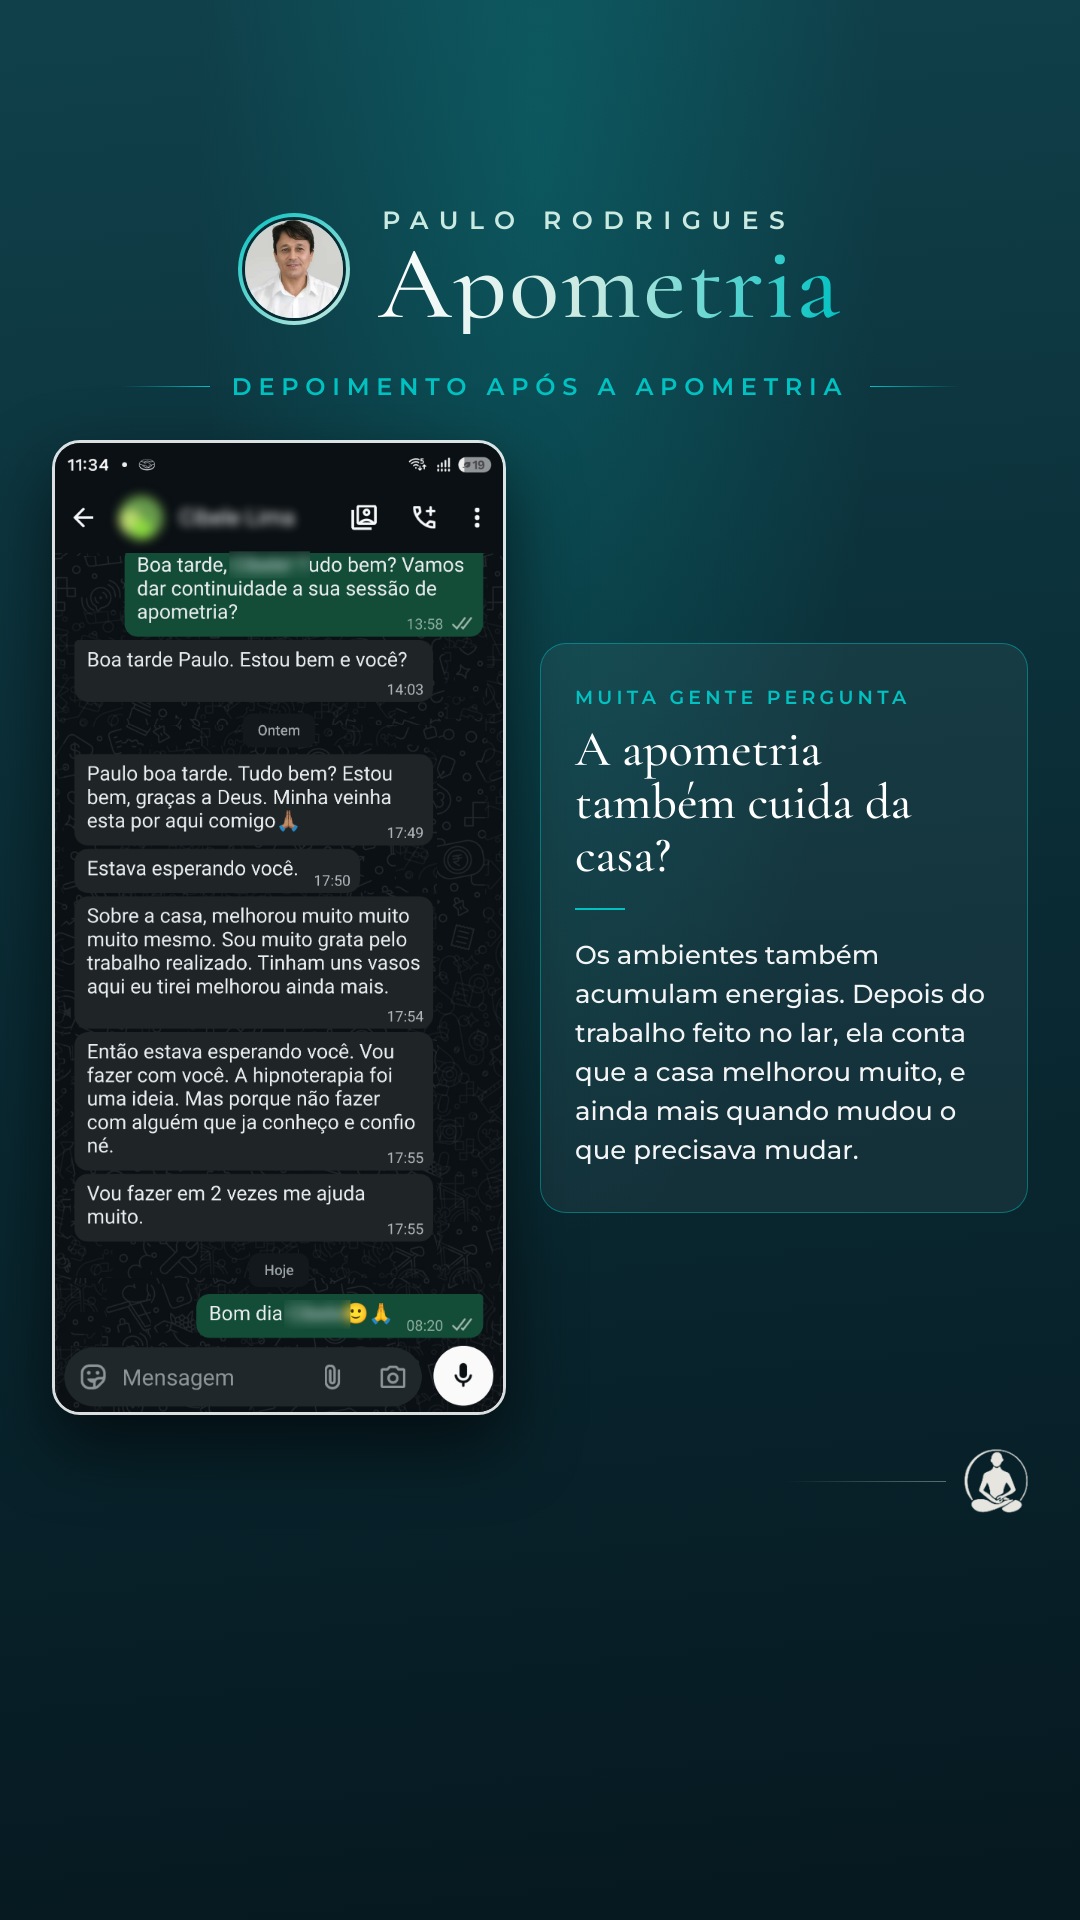 PAULO RODRIGUES
Apometria
DEPOIMENTO APÓS A APOMETRIA
11:34
19
Boa tarde, udo bem? Vamos
dar continuidade a sua sessão de
apometria?
13:58
Boa tarde Paulo. Estou bem e você?
14:03
Ontem
Paulo boa tarde. Tudo bem? Estou
bem, graças a Deus. Minha veinha
esta por aqui comigo🙏🏽
17:49
Estava esperando você.
17:50
Sobre a casa, melhorou muito muito
muito mesmo. Sou muito grata pelo
trabalho realizado. Tinham uns vasos
aqui eu tirei melhorou ainda mais.
17:54
Então estava esperando você. Vou
fazer com você. A hipnoterapia foi
uma ideia. Mas porque não fazer
com alguém que ja conheço e confio
né.
17:55
Vou fazer em 2 vezes me ajuda
muito.
17:55
Hoje
Bom dia 🙂🙏
08:20
Mensagem
MUITA GENTE PERGUNTA
A apometria
também cuida da
casa?
Os ambientes também
acumulam energias. Depois do
trabalho feito no lar, ela conta
que a casa melhorou muito, e
ainda mais quando mudou o
que precisava mudar.